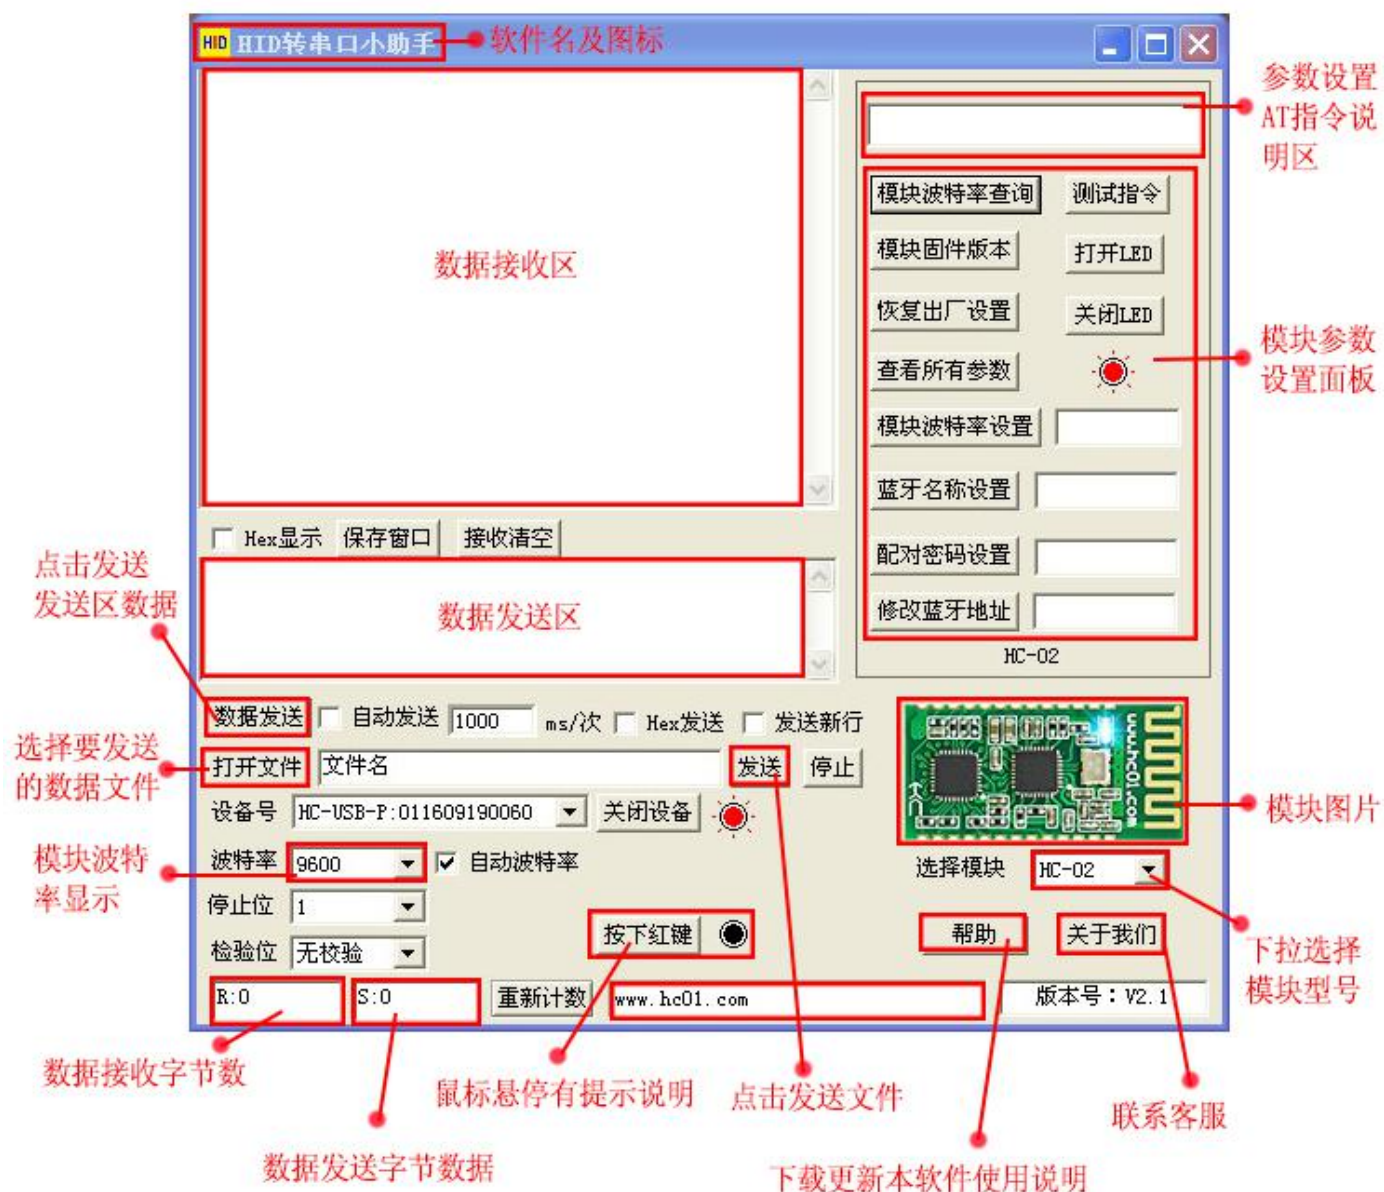 HID HID转串口小助手
软件名及图标
参数设置
AT指令说
明区
模块波特率查询 测试指令
模块固件版本 打开LED
数据接收区
恢复出厂设置 关闭LED
查看所有参数
模块参数
设置面板
模块波特率设置
蓝牙名称设置
Hex显示 保存窗口 接收清空
配对密码设置
点击发送
发送区数据
数据发送区
修改蓝牙地址
HC-02
数据发送 自动发送 1000 ms/次 Hex发送 发送新行
选择要发送
的数据文件
打开文件 文件名 发送 停止
www.hc01.com
HC
模块图片
设备号 HC-USB-P:011609190060 关闭设备
模块波特
率显示
波特率 9600 自动波特率
选择模块 HC-02
停止位 1
按下红键 帮助 关于我们
下拉选择
模块型号
检验位 无校验
R:0 S:0 重新计数 www.hc01.com 版本号：V2.1
数据接收字节数
鼠标悬停有提示说明
点击发送文件
联系客服
数据发送字节数据
下载更新本软件使用说明